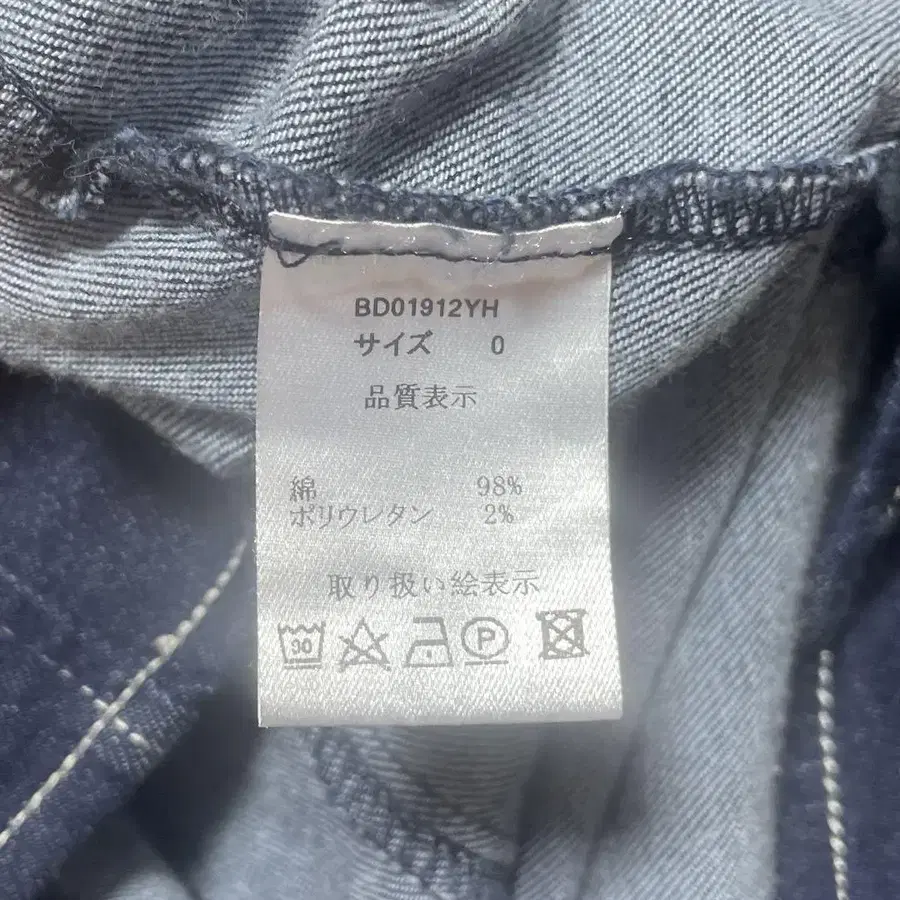 BD01912YH
サイズ 0
品質表示
綿 98%
ポリウレタン 2%
取り扱い絵表示
30 P